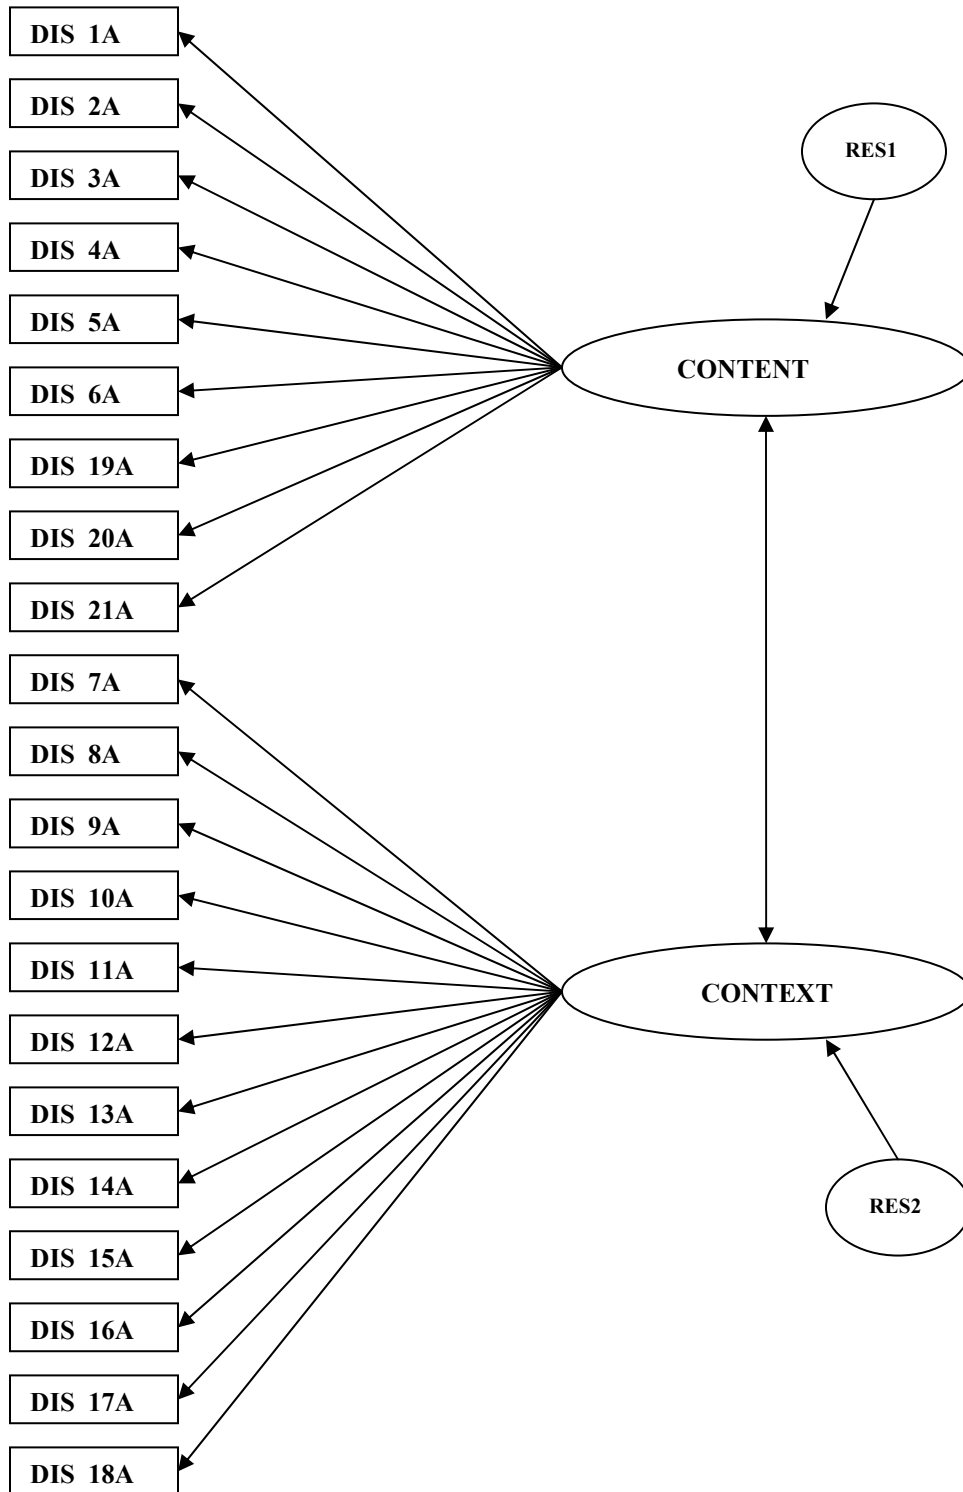 DIS 1A
DIS 2A
RES1
DIS 3A
DIS 4A
DIS 5A
CONTENT
DIS 6A
DIS 19A
DIS 20A
DIS 21A
DIS 7A
DIS 8A
DIS 9A
DIS 10A
DIS 11A
CONTEXT
DIS 12A
DIS 13A
DIS 14A
RES2
DIS 15A
DIS 16A
DIS 17A
DIS 18A